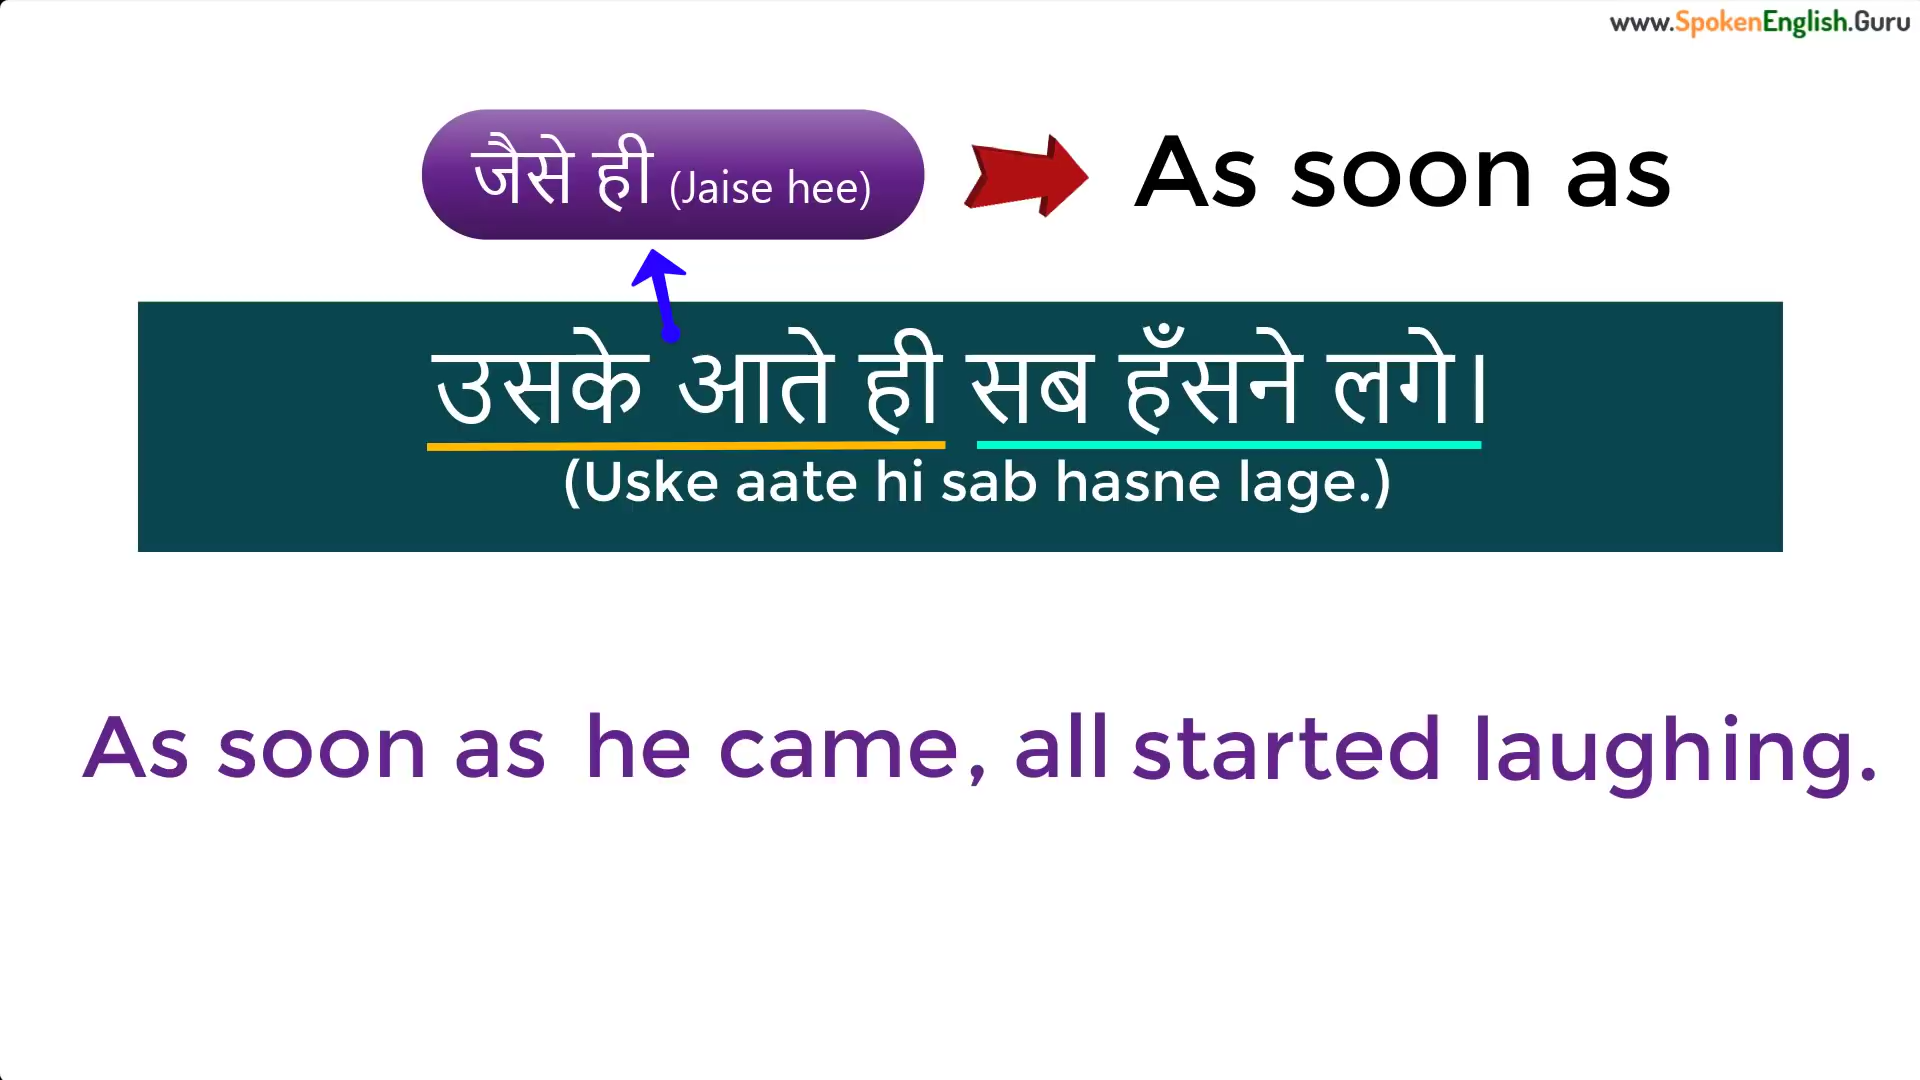 www.SpokenEnglish.Guru
जैसे ही (Jaise hee) As soon as
उसके आते ही सब हँसने लगे।
(Uske aate hi sab hasne lage.)
As soon as he came, all started laughing.